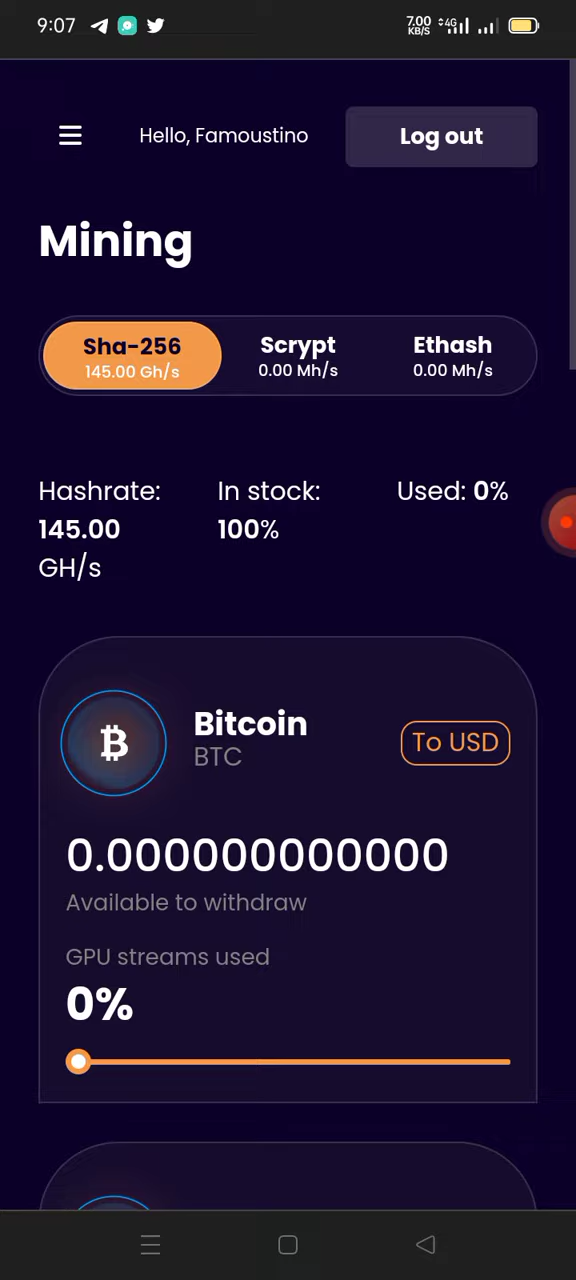 9:07
7.00
KB/S
4G
Hello, Famoustino
Log out
Mining
Sha-256
145.00 Gh/s
Scrypt
0.00 Mh/s
Ethash
0.00 Mh/s
Hashrate:
145.00
GH/s
In stock:
100%
Used: 0%
Bitcoin
BTC
To USD
0.000000000000
Available to withdraw
GPU streams used
0%